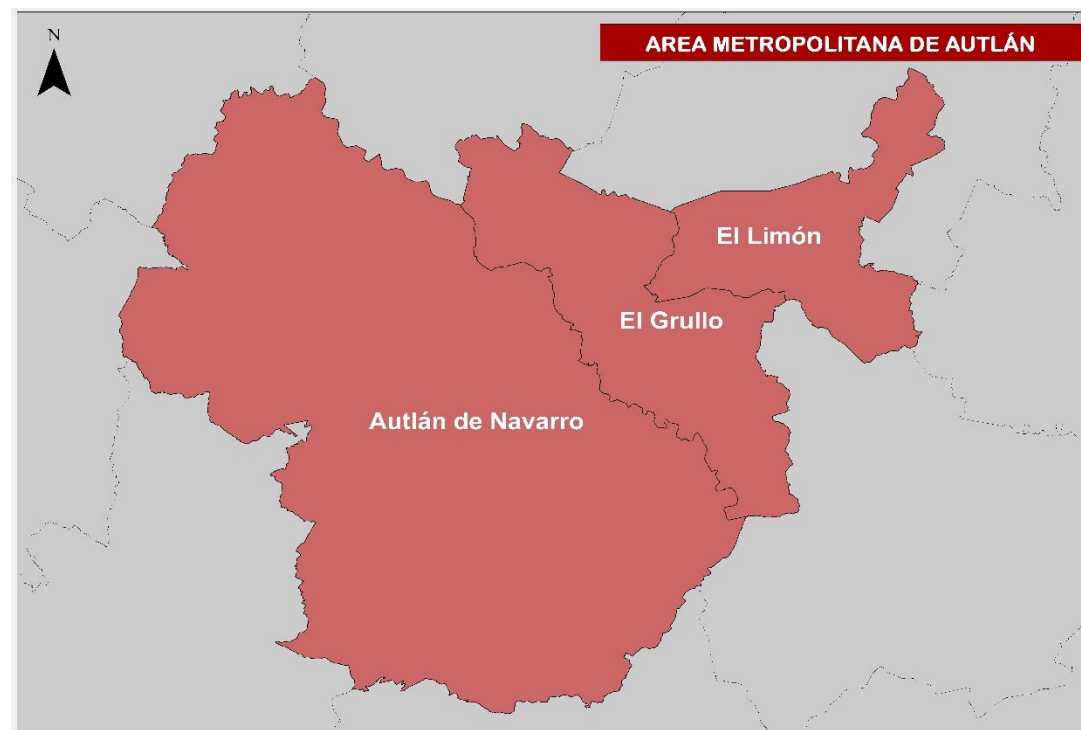 N
AREA METROPOLITANA DE AUTLÁN
El Limón
El Grullo
Autlán de Navarro